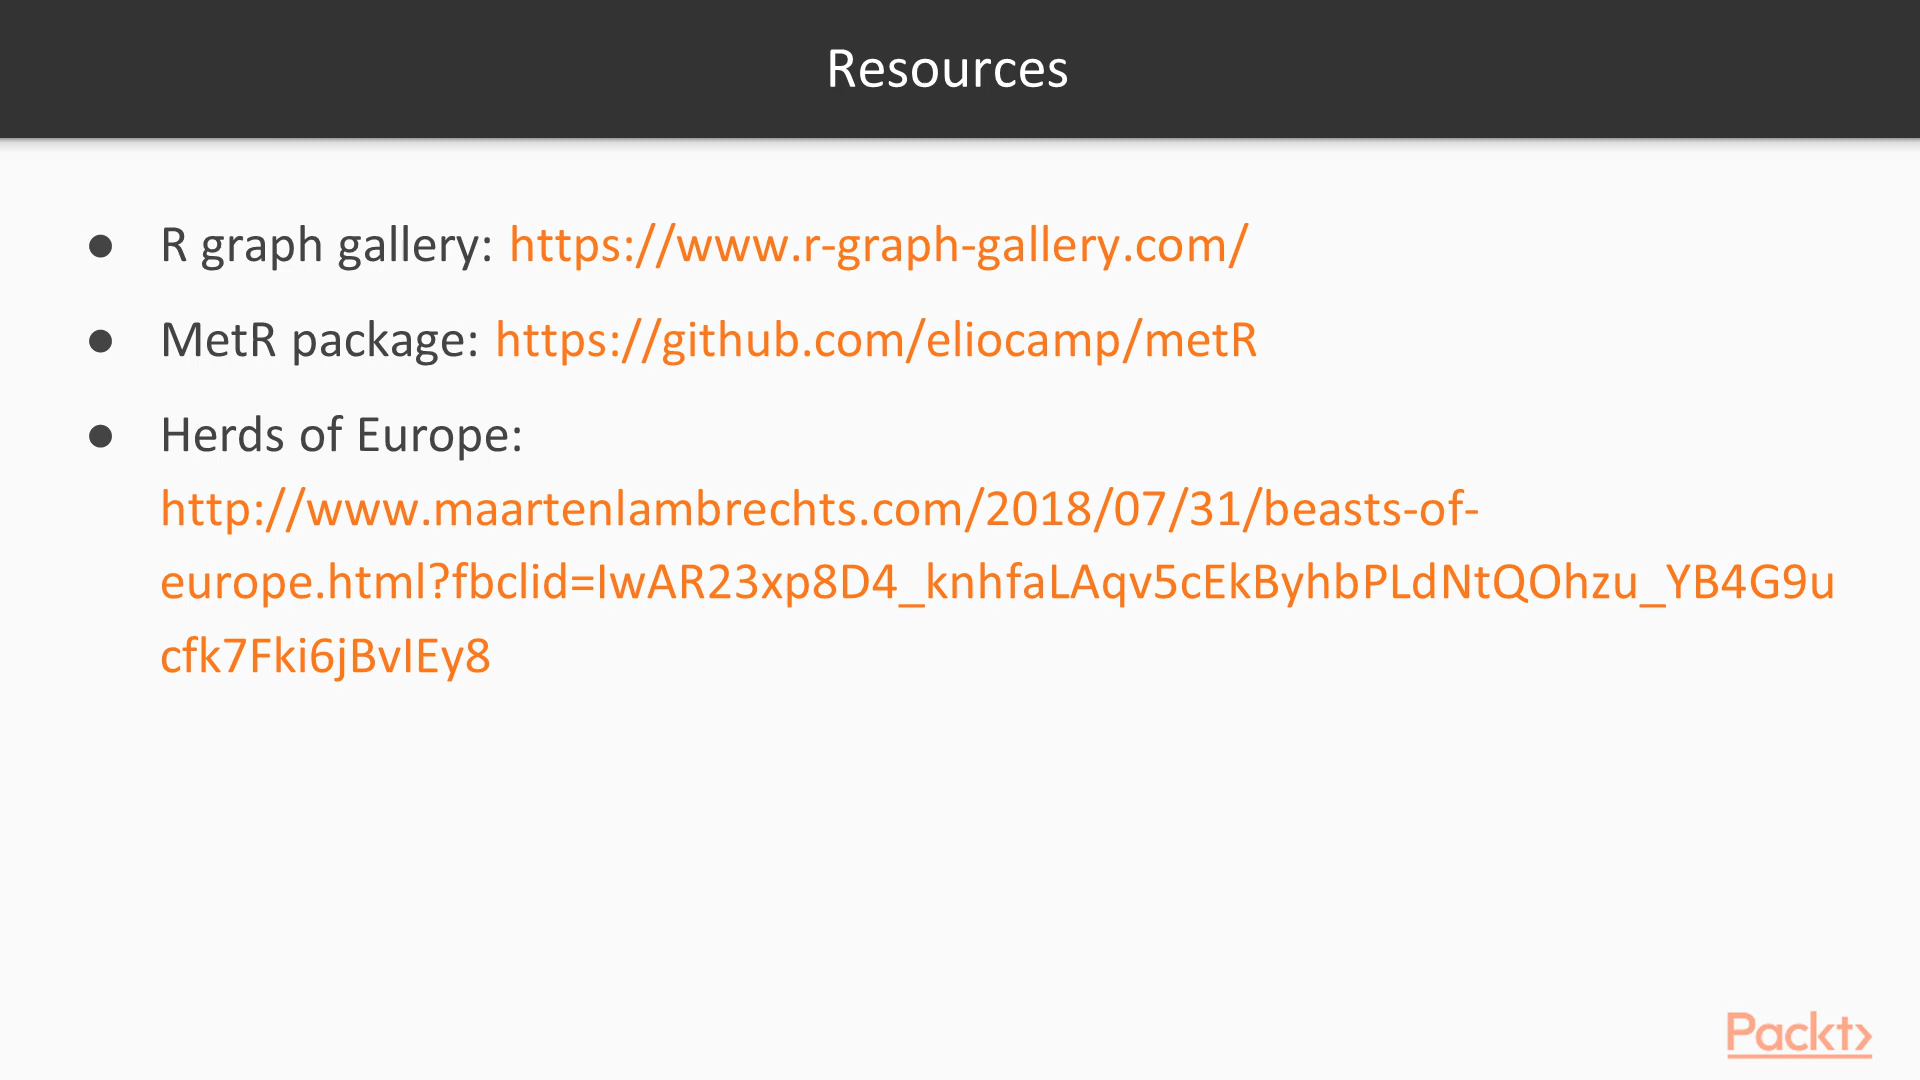 Resources
● R graph gallery: https://www.r-graph-gallery.com/
● MetR package: https://github.com/eliocamp/metR
● Herds of Europe:
http://www.maartenlambrechts.com/2018/07/31/beasts-of-
europe.html?fbclid=IwAR23xp8D4_knhfaLAqv5cEkByhbPLdNtQOhzu_YB4G9u
cfk7Fki6jBvIEy8
Packt>